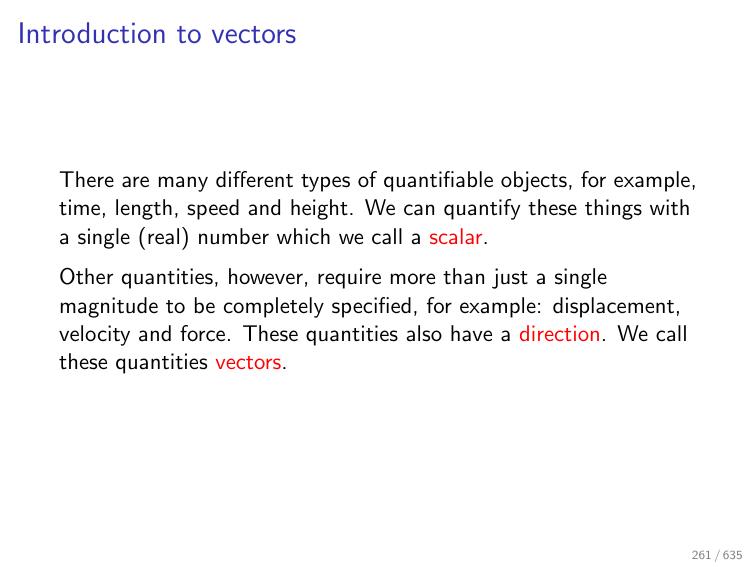 Introduction to vectors
There are many different types of quantifiable objects, for example,
time, length, speed and height. We can quantify these things with
a single (real) number which we call a scalar.
Other quantities, however, require more than just a single
magnitude to be completely specified, for example: displacement,
velocity and force. These quantities also have a direction. We call
these quantities vectors.
261 / 635